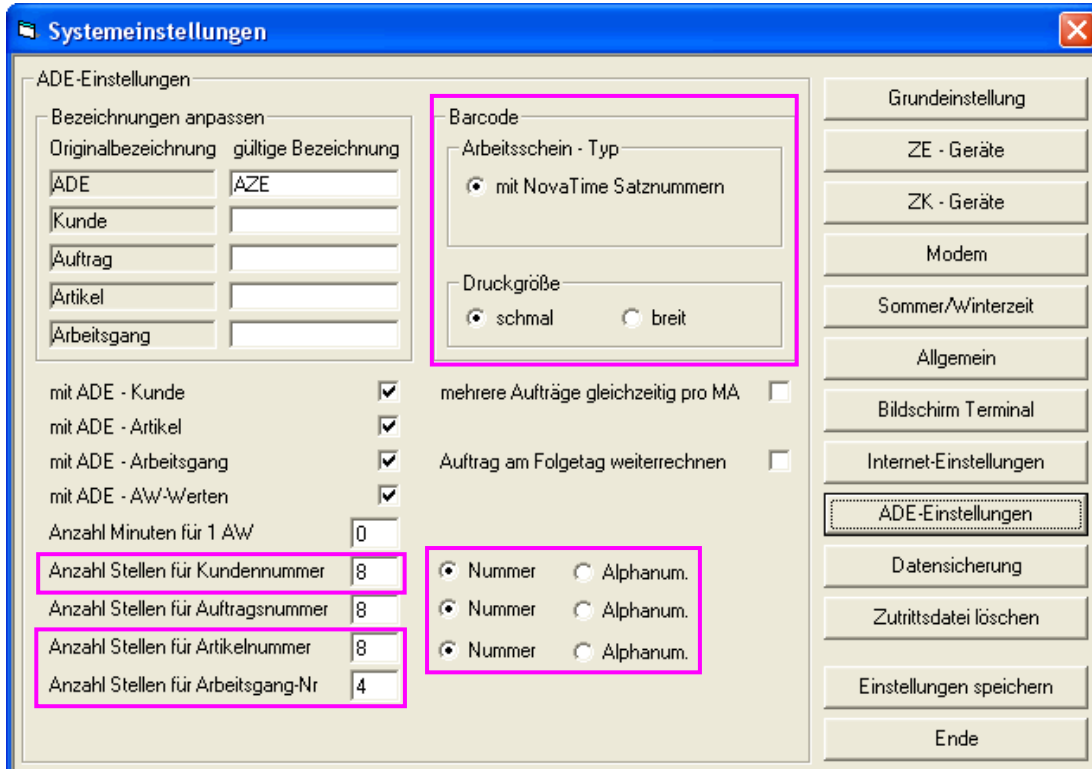 Systemeinstellungen
ADE-Einstellungen
Bezeichnungen anpassen
Originalbezeichnung gültige Bezeichnung
ADE AZE
Kunde
Auftrag
Artikel
Arbeitsgang
Barcode
Arbeitsschein - Typ
mit NovaTime Satznummern
Druckgröße
schmal breit
mit ADE - Kunde
mit ADE - Artikel
mit ADE - Arbeitsgang
mit ADE - AW-Werten
mehrere Aufträge gleichzeitig pro MA
Auftrag am Folgetag weiterrechnen
Anzahl Minuten für 1 AW 0
Anzahl Stellen für Kundennummer 8 Nummer Alphanum.
Anzahl Stellen für Auftragsnummer 8 Nummer Alphanum.
Anzahl Stellen für Artikelnummer 8 Nummer Alphanum.
Anzahl Stellen für Arbeitsgang-Nr 4
Grundeinstellung
ZE - Geräte
ZK - Geräte
Modem
Sommer/Winterzeit
Allgemein
Bildschirm Terminal
Internet-Einstellungen
ADE-Einstellungen
Datensicherung
Zutrittsdatei löschen
Einstellungen speichern
Ende